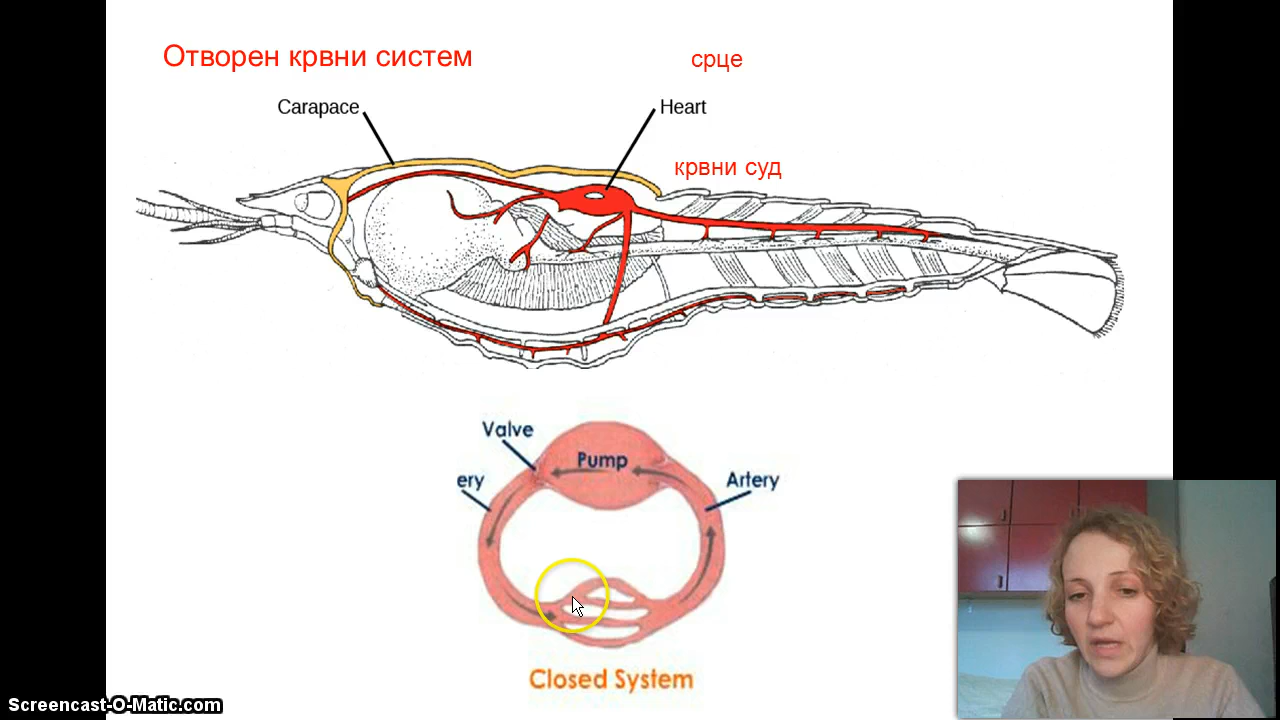 Отворен крвни систем
срце
Carapace
Heart
крвни суд
Valve
Pump
ery
Artery
Closed System
Screencast-O-Matic.com